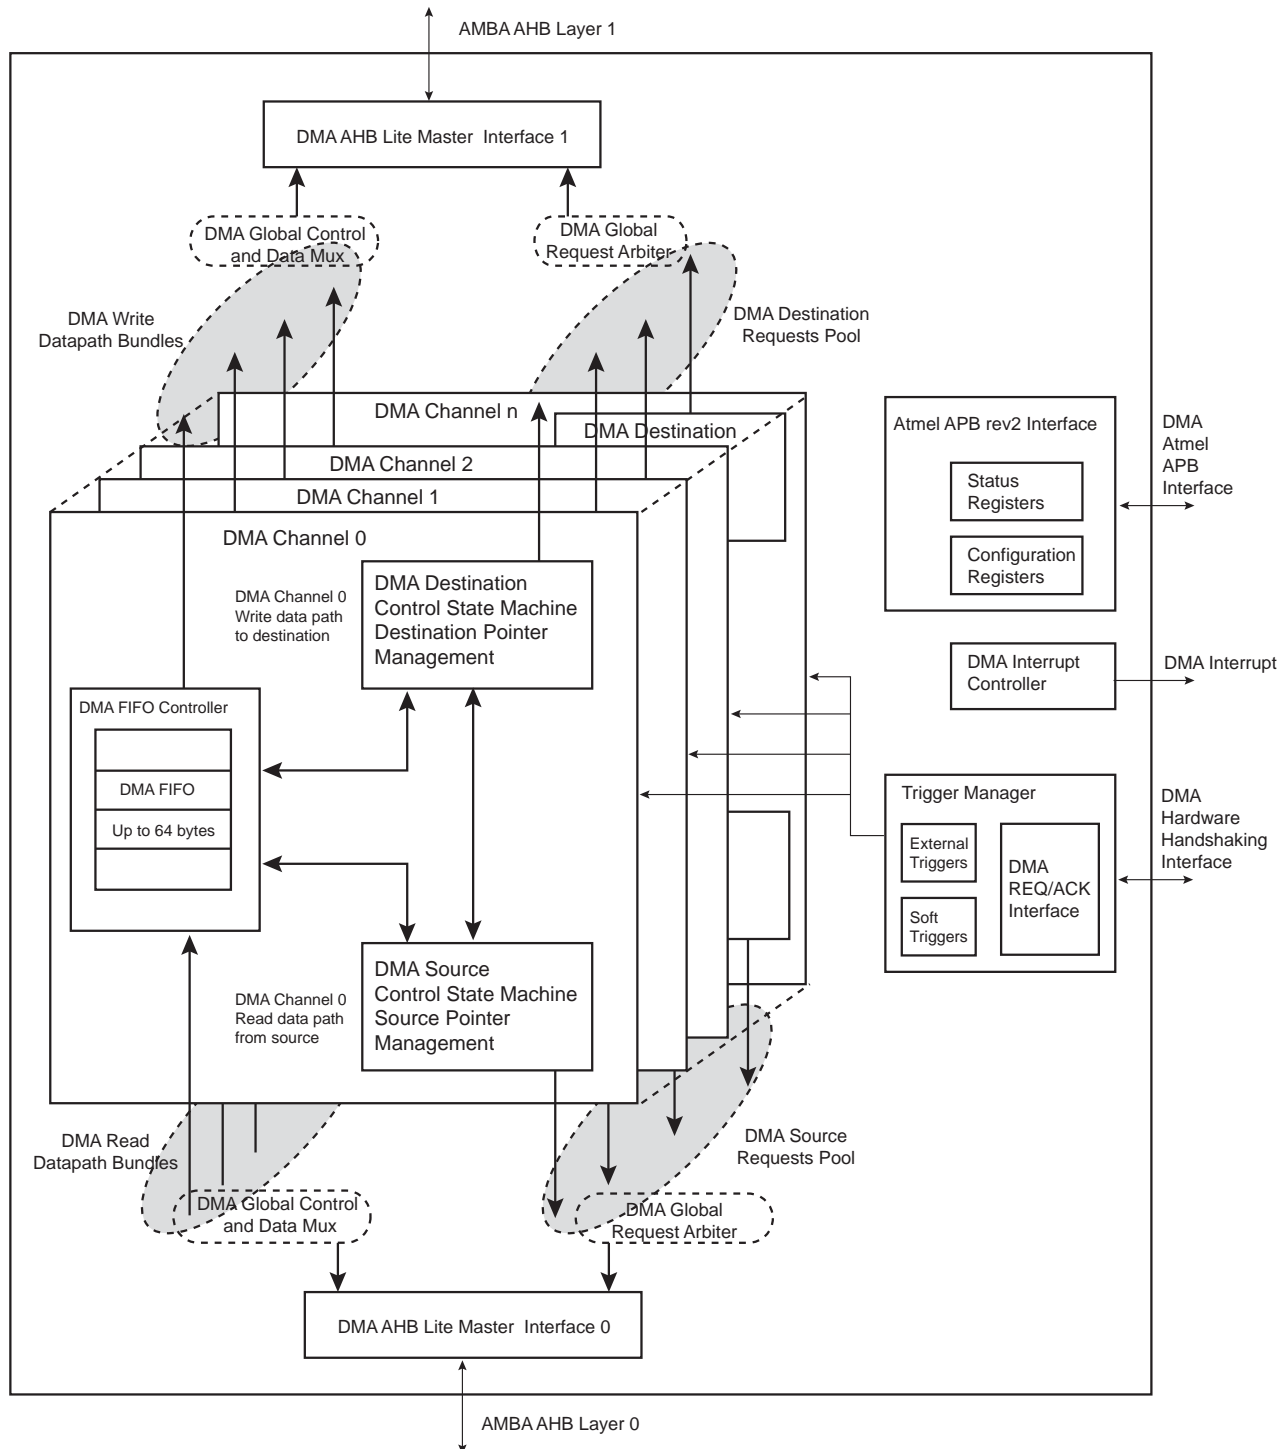 AMBA AHB Layer 1
DMA AHB Lite Master Interface 1
DMA Global Control
and Data Mux
DMA Global
Request Arbiter
DMA Write
Datapath Bundles
DMA Destination
Requests Pool
DMA Channel n
DMA Destination
DMA Channel 2
DMA Channel 1
DMA Channel 0
DMA Destination
Control State Machine
Destination Pointer
Management
DMA Channel 0
Write data path
to destination
DMA FIFO Controller
DMA FIFO
Up to 64 bytes
DMA Source
Control State Machine
Source Pointer
Management
DMA Channel 0
Read data path
from source
Atmel APB rev2 Interface
Status
Registers
Configuration
Registers
DMA
Atmel
APB
Interface
DMA Interrupt
Controller
DMA Interrupt
Trigger Manager
External
Triggers
Soft
Triggers
DMA
REQ/ACK
Interface
DMA
Hardware
Handshaking
Interface
DMA Read
Datapath Bundles
DMA Source
Requests Pool
DMA Global Control
and Data Mux
DMA Global
Request Arbiter
DMA AHB Lite Master Interface 0
AMBA AHB Layer 0